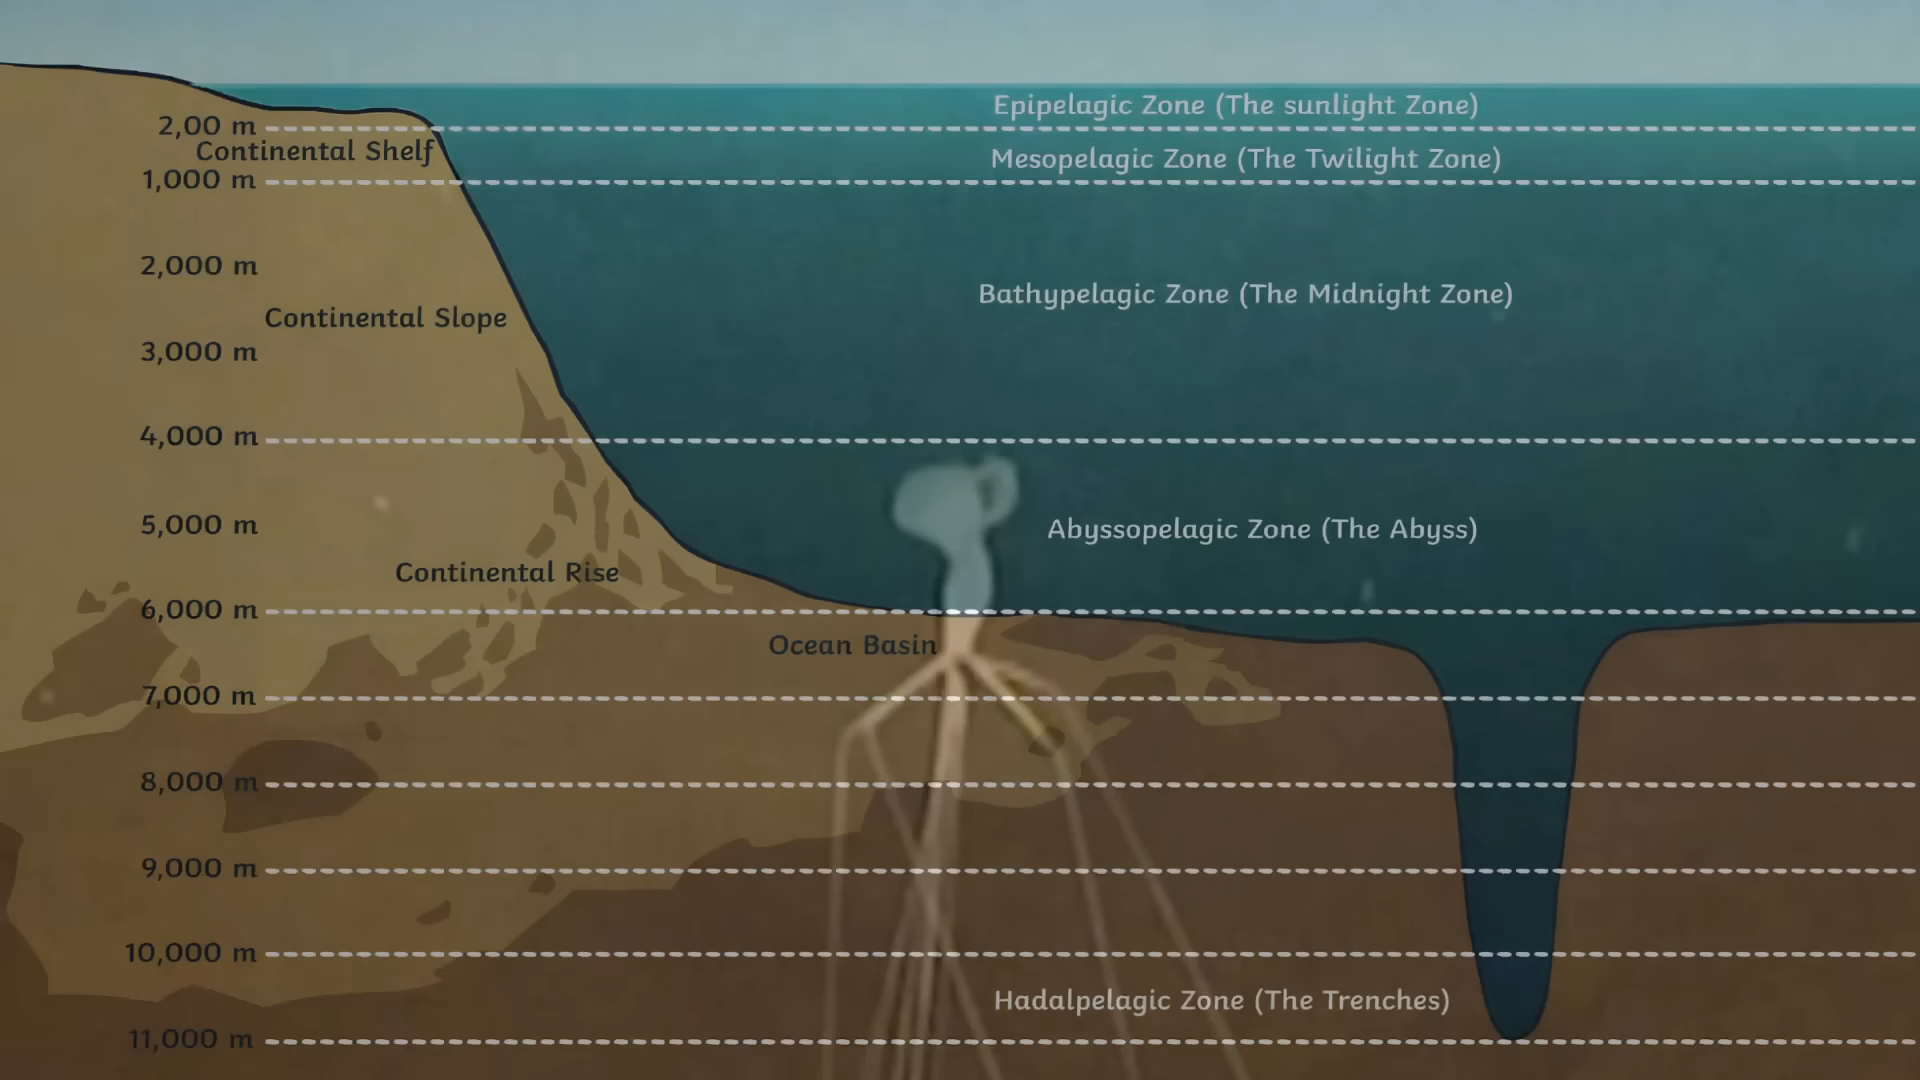 Epipelagic Zone (The sunlight Zone)
2,00 m
Continental Shelf
Mesopelagic Zone (The Twilight Zone)
1,000 m
2,000 m
Bathypelagic Zone (The Midnight Zone)
Continental Slope
3,000 m
4,000 m
5,000 m
Abyssopelagic Zone (The Abyss)
Continental Rise
6,000 m
Ocean Basin
7,000 m
8,000 m
9,000 m
10,000 m
Hadalpelagic Zone (The Trenches)
11,000 m